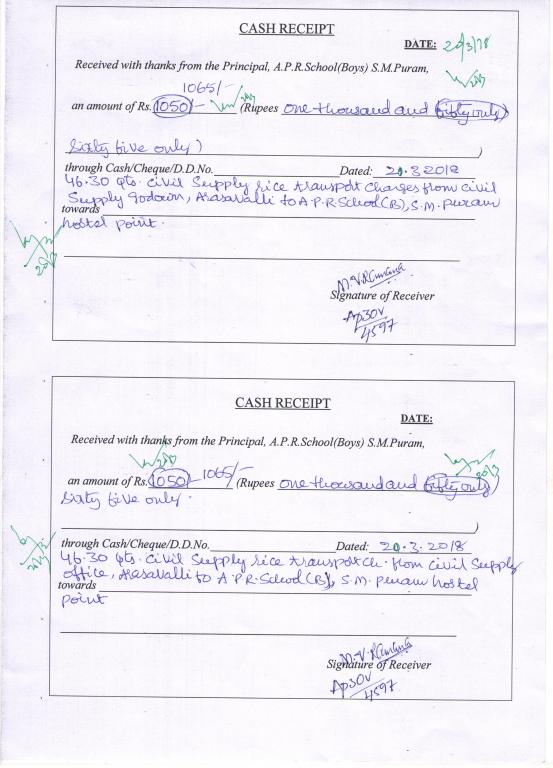 CASH RECEIPT
DATE: 20/3/18
Received with thanks from the Principal, A.P.R.School(Boys) S.M.Puram,
1065/-
an amount of Rs. 1050/- (Rupees one thousand and fifty only)
Sixty five only )
through Cash/Cheque/D.D.No. Dated: 20.3.2018
46.30 qts. Civil Supply rice transport charges from civil
Supply godown, Arasavalli to A.P.R. School (B), S.M. puram
towards
hostel point.
M.V.Ramana
Signature of Receiver
AP30V
4597
CASH RECEIPT
DATE:
Received with thanks from the Principal, A.P.R.School(Boys) S.M.Puram,
an amount of Rs. 1050 1065/- (Rupees one thousand and fifty only)
Sixty five only.
)
through Cash/Cheque/D.D.No. Dated: 20.3.2018
46.30 qts. Civil Supply rice transport ch. from civil Supply
office, Arasavalli to A.P.R. School (B), S.M. puram hostel
towards
point
M.V.Ramana
Signature of Receiver
AP30V
4597